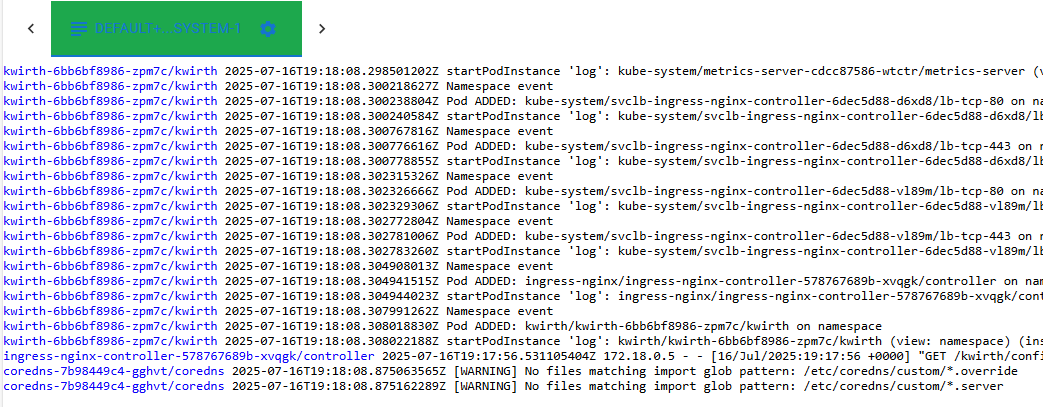 DEFAULT+...SYSTEM-1
kwirth-6bb6bf8986-zpm7c/kwirth 2025-07-16T19:18:08.298501202Z startPodInstance 'log': kube-system/metrics-server-cdcc87586-wtctr/metrics-server (v
kwirth-6bb6bf8986-zpm7c/kwirth 2025-07-16T19:18:08.300218627Z Namespace event
kwirth-6bb6bf8986-zpm7c/kwirth 2025-07-16T19:18:08.300238804Z Pod ADDED: kube-system/svclb-ingress-nginx-controller-6dec5d88-d6xd8/lb-tcp-80 on na
kwirth-6bb6bf8986-zpm7c/kwirth 2025-07-16T19:18:08.300240584Z startPodInstance 'log': kube-system/svclb-ingress-nginx-controller-6dec5d88-d6xd8/lb
kwirth-6bb6bf8986-zpm7c/kwirth 2025-07-16T19:18:08.300767816Z Namespace event
kwirth-6bb6bf8986-zpm7c/kwirth 2025-07-16T19:18:08.300776616Z Pod ADDED: kube-system/svclb-ingress-nginx-controller-6dec5d88-d6xd8/lb-tcp-443 on n
kwirth-6bb6bf8986-zpm7c/kwirth 2025-07-16T19:18:08.300778855Z startPodInstance 'log': kube-system/svclb-ingress-nginx-controller-6dec5d88-d6xd8/lb
kwirth-6bb6bf8986-zpm7c/kwirth 2025-07-16T19:18:08.302315326Z Namespace event
kwirth-6bb6bf8986-zpm7c/kwirth 2025-07-16T19:18:08.302326666Z Pod ADDED: kube-system/svclb-ingress-nginx-controller-6dec5d88-vl89m/lb-tcp-80 on na
kwirth-6bb6bf8986-zpm7c/kwirth 2025-07-16T19:18:08.302329306Z startPodInstance 'log': kube-system/svclb-ingress-nginx-controller-6dec5d88-vl89m/lb
kwirth-6bb6bf8986-zpm7c/kwirth 2025-07-16T19:18:08.302772804Z Namespace event
kwirth-6bb6bf8986-zpm7c/kwirth 2025-07-16T19:18:08.302781006Z Pod ADDED: kube-system/svclb-ingress-nginx-controller-6dec5d88-vl89m/lb-tcp-443 on n
kwirth-6bb6bf8986-zpm7c/kwirth 2025-07-16T19:18:08.302783260Z startPodInstance 'log': kube-system/svclb-ingress-nginx-controller-6dec5d88-vl89m/lb
kwirth-6bb6bf8986-zpm7c/kwirth 2025-07-16T19:18:08.304908013Z Namespace event
kwirth-6bb6bf8986-zpm7c/kwirth 2025-07-16T19:18:08.304941515Z Pod ADDED: ingress-nginx/ingress-nginx-controller-578767689b-xvqgk/controller on nam
kwirth-6bb6bf8986-zpm7c/kwirth 2025-07-16T19:18:08.304944023Z startPodInstance 'log': ingress-nginx/ingress-nginx-controller-578767689b-xvqgk/cont
kwirth-6bb6bf8986-zpm7c/kwirth 2025-07-16T19:18:08.307991262Z Namespace event
kwirth-6bb6bf8986-zpm7c/kwirth 2025-07-16T19:18:08.308018830Z Pod ADDED: kwirth/kwirth-6bb6bf8986-zpm7c/kwirth on namespace
kwirth-6bb6bf8986-zpm7c/kwirth 2025-07-16T19:18:08.308022188Z startPodInstance 'log': kwirth/kwirth-6bb6bf8986-zpm7c/kwirth (view: namespace) (ins
ingress-nginx-controller-578767689b-xvqgk/controller 2025-07-16T19:17:56.531105404Z 172.18.0.5 - - [16/Jul/2025:19:17:56 +0000] "GET /kwirth/confi
coredns-7b98449c4-gghvt/coredns 2025-07-16T19:18:08.875063565Z [WARNING] No files matching import glob pattern: /etc/coredns/custom/*.override
coredns-7b98449c4-gghvt/coredns 2025-07-16T19:18:08.875162289Z [WARNING] No files matching import glob pattern: /etc/coredns/custom/*.server